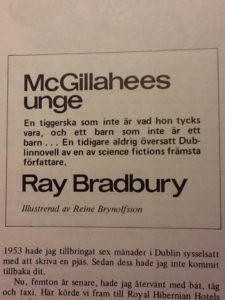 McGillahees
unge
En tiggerska som inte är vad hon tycks
vara, och ett barn som inte är ett
barn . . . En tidigare aldrig översatt Dub-
linnovell av en av science fictions främsta
författare.
Ray Bradbury
Illustrerad av Reine Brynolfsson
1953 hade jag tillbringat sex månader i Dublin sysselsatt
med att skriva en pjäs. Sedan dess hade jag inte kommit
tillbaka dit.
Nu, femton år senare, hade jag återvänt med båt, tåg
och taxi. Här körde vi fram till Royal Hibernian Hotels